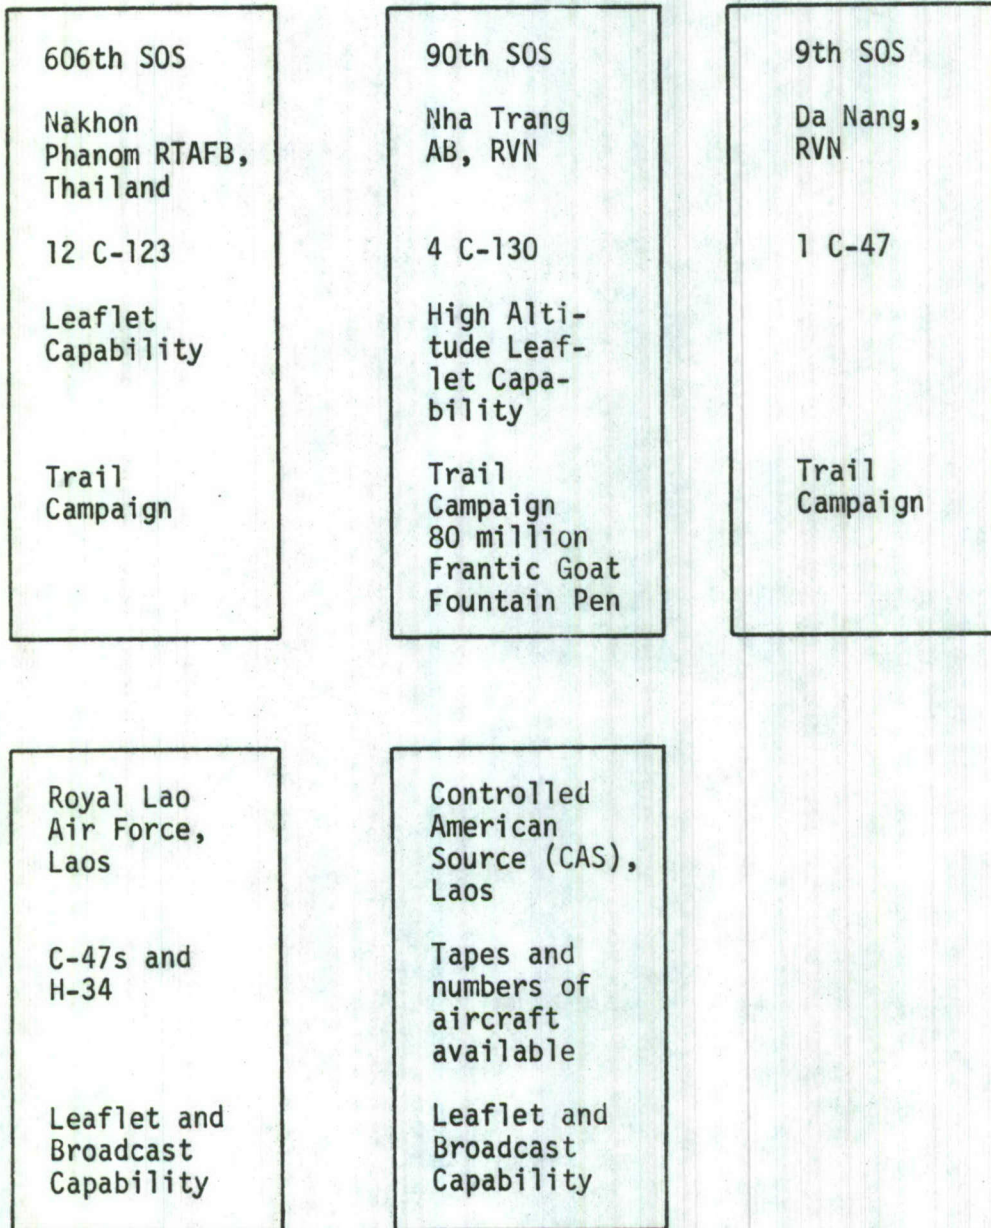 606th SOS
Nakhon
Phanom RTAFB,
Thailand
12 C-123
Leaflet
Capability
Trail
Campaign
90th SOS
Nha Trang
AB, RVN
4 C-130
High Alti-
tude Leaf-
let Capa-
bility
Trail
Campaign
80 million
Frantic Goat
Fountain Pen
9th SOS
Da Nang,
RVN
1 C-47
Trail
Campaign
Royal Lao
Air Force,
Laos
C-47s and
H-34
Leaflet and
Broadcast
Capability
Controlled
American
Source (CAS),
Laos
Tapes and
numbers of
aircraft
available
Leaflet and
Broadcast
Capability